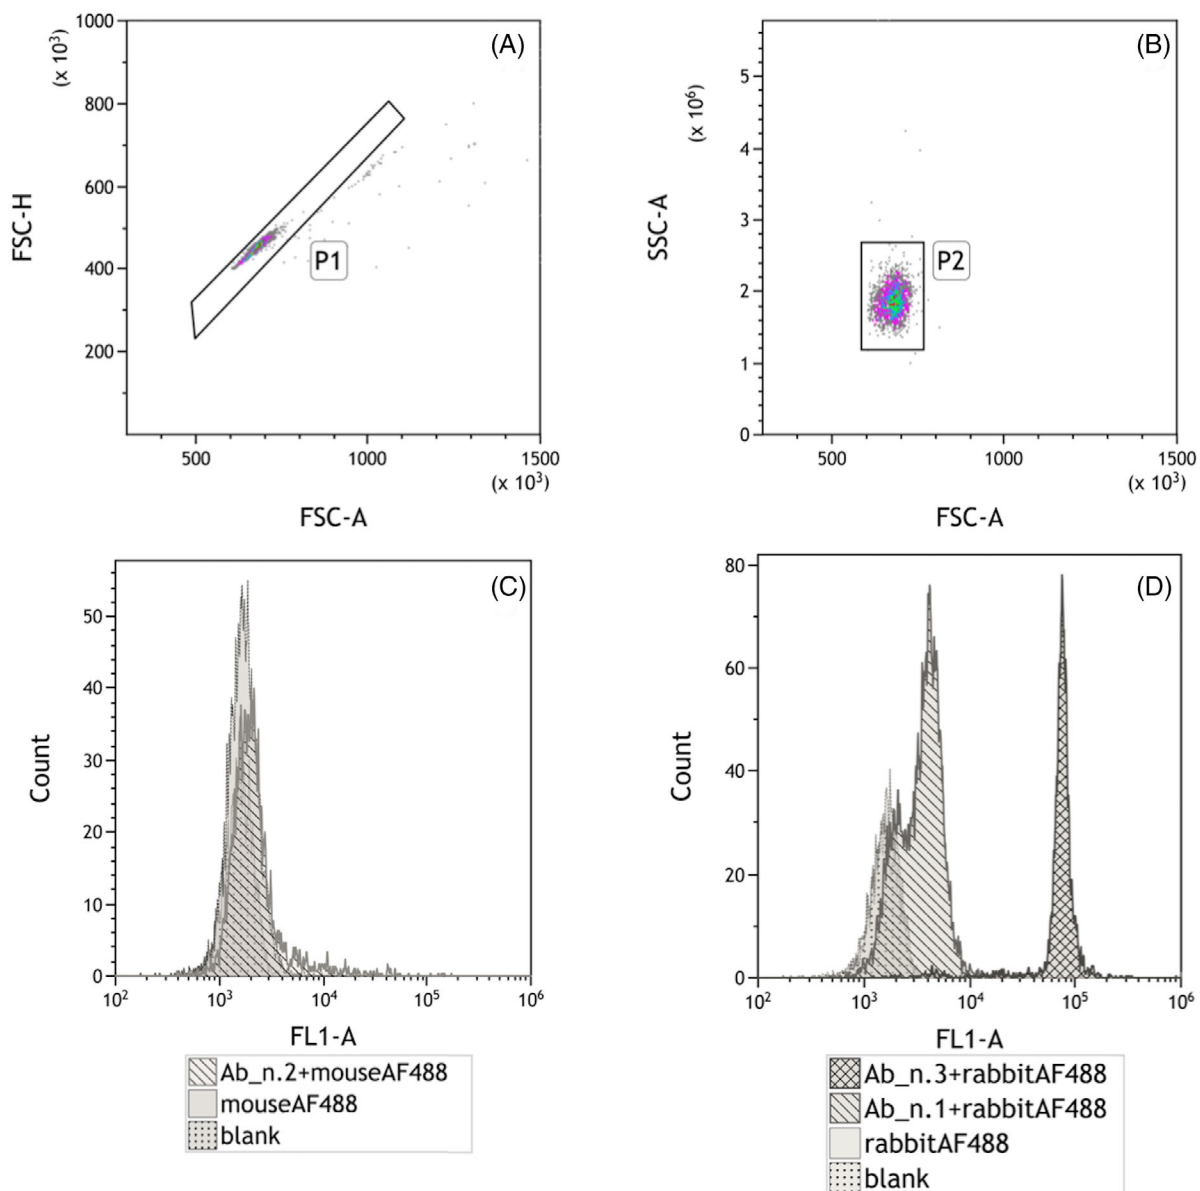 (A)
FSC-H
(x 10³)
1000
800
600
400
200
P1
500
1000
1500
(x 10³)
FSC-A
(B)
SSC-A
(x 10⁶)
5
4
3
2
1
0
P2
500
1000
1500
(x 10³)
FSC-A
(C)
Count
50
40
30
20
10
0
10²
10³
10⁴
10⁵
10⁶
FL1-A
Ab_n.2+mouseAF488
mouseAF488
blank
(D)
Count
80
60
40
20
0
10²
10³
10⁴
10⁵
10⁶
FL1-A
Ab_n.3+rabbitAF488
Ab_n.1+rabbitAF488
rabbitAF488
blank